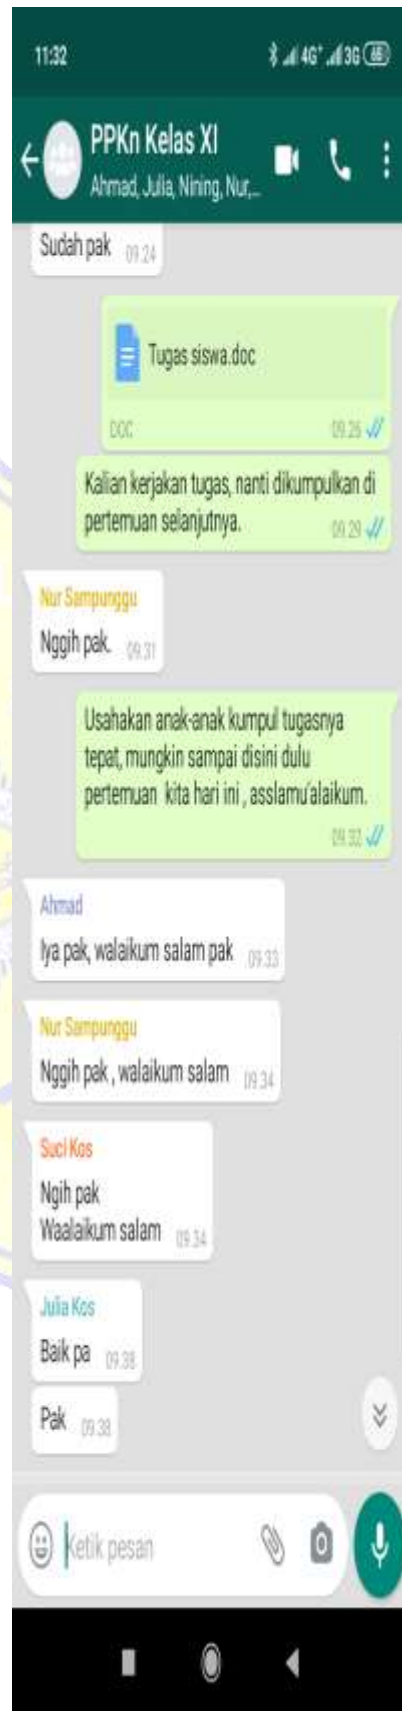 11:32 4G+ 3G 68
PPKn Kelas XI
Ahmad, Julia, Nining, Nur,...
Sudah pak 09.24
Tugas siswa.doc
DOC 09.26
Kalian kerjakan tugas, nanti dikumpulkan di
pertemuan selanjutnya. 09.29
Nur Sampunggu
Nggih pak. 09.31
Usahakan anak-anak kumpul tugasnya
tepat, mungkin sampai disini dulu
pertemuan kita hari ini , asslamu'alaikum.
09.32
Ahmad
Iya pak, walaikum salam pak 09.33
Nur Sampunggu
Nggih pak , walaikum salam 09.34
Suci Kos
Ngih pak
Waalaikum salam 09.34
Julia Kos
Baik pa 09.38
Pak 09.38
Ketik pesan